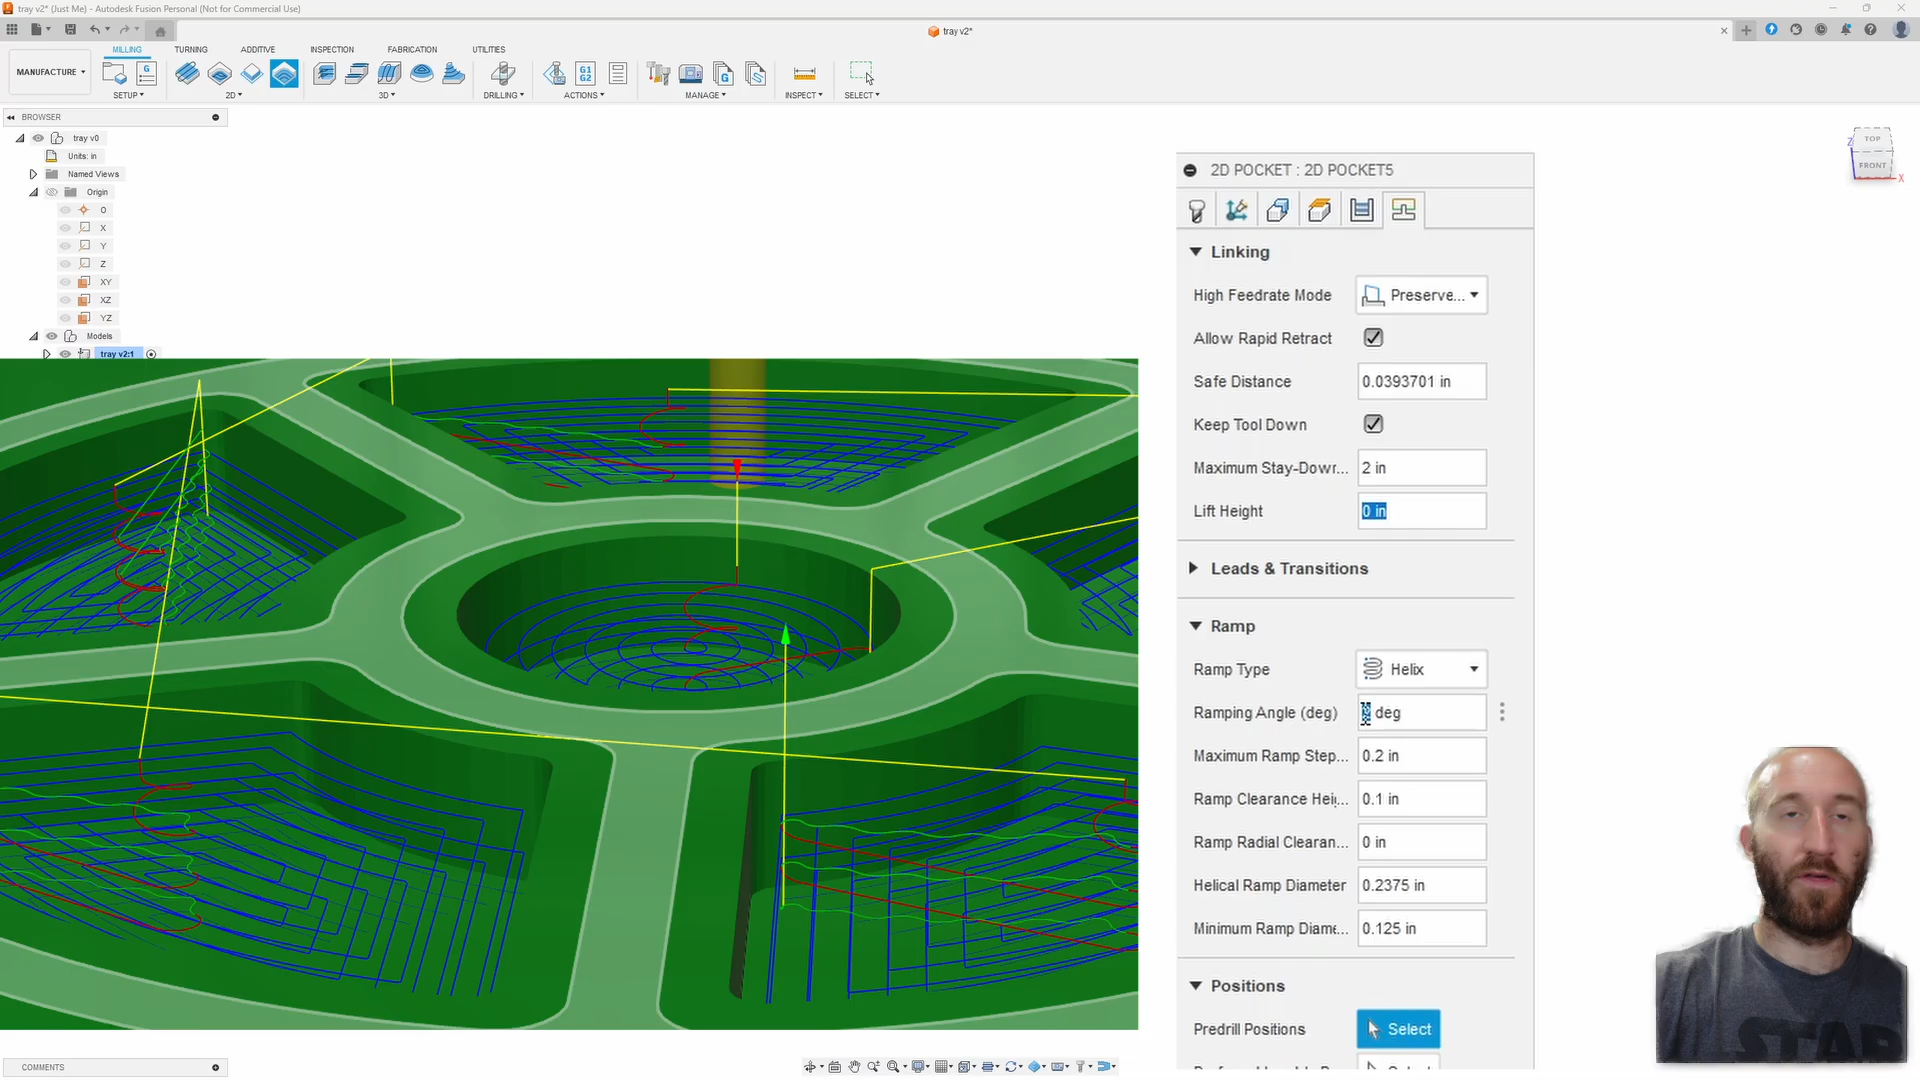 tray v2* (Just Me) - Autodesk Fusion Personal (Not for Commercial Use)
tray v2*
MILLING TURNING ADDITIVE INSPECTION FABRICATION UTILITIES
MANUFACTURE
G1 G2
SETUP 2D 3D DRILLING ACTIONS MANAGE INSPECT SELECT
BROWSER
tray v0
Units: in
Named Views
Origin
O
X
Y
Z
XY
XZ
YZ
Models
tray v2:1
TOP
FRONT
Z
X
2D POCKET : 2D POCKET5
Linking
High Feedrate Mode Preserve...
Allow Rapid Retract
Safe Distance 0.0393701 in
Keep Tool Down
Maximum Stay-Dow... 2 in
Lift Height 0 in
Leads & Transitions
Ramp
Ramp Type Helix
Ramping Angle (deg) deg
Maximum Ramp Step... 0.2 in
Ramp Clearance Hei... 0.1 in
Ramp Radial Clearan... 0 in
Helical Ramp Diameter 0.2375 in
Minimum Ramp Diame... 0.125 in
Positions
Predrill Positions Select
COMMENTS